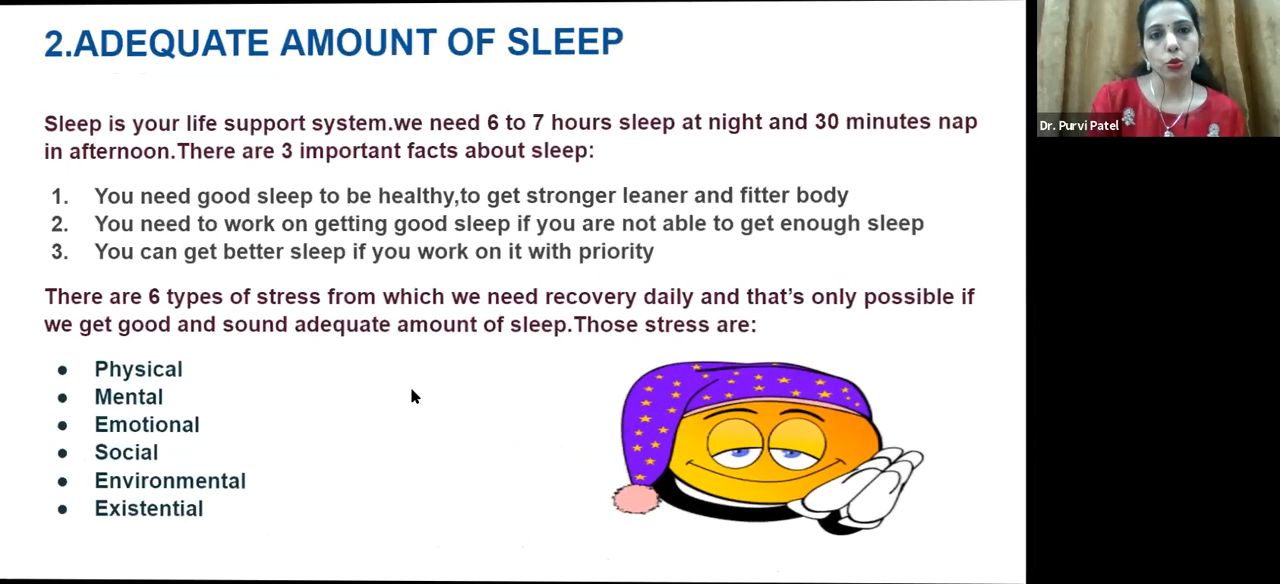 2.ADEQUATE AMOUNT OF SLEEP
Sleep is your life support system.we need 6 to 7 hours sleep at night and 30 minutes nap
in afternoon.There are 3 important facts about sleep:
1. You need good sleep to be healthy,to get stronger leaner and fitter body
2. You need to work on getting good sleep if you are not able to get enough sleep
3. You can get better sleep if you work on it with priority
There are 6 types of stress from which we need recovery daily and that's only possible if
we get good and sound adequate amount of sleep.Those stress are:
● Physical
● Mental
● Emotional
● Social
● Environmental
● Existential
Dr. Purvi Patel